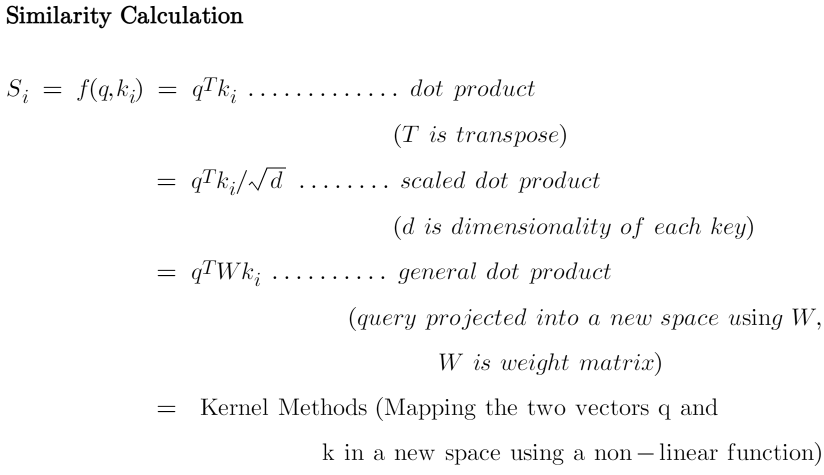 Similarity Calculation
S_i = f(q,k_i) = q^T k_i ............. dot product
(T is transpose)
= q^T k_i/√d ........ scaled dot product
(d is dimensionality of each key)
= q^T W k_i .......... general dot product
(query projected into a new space using W,
W is weight matrix)
= Kernel Methods (Mapping the two vectors q and
k in a new space using a non – linear function)